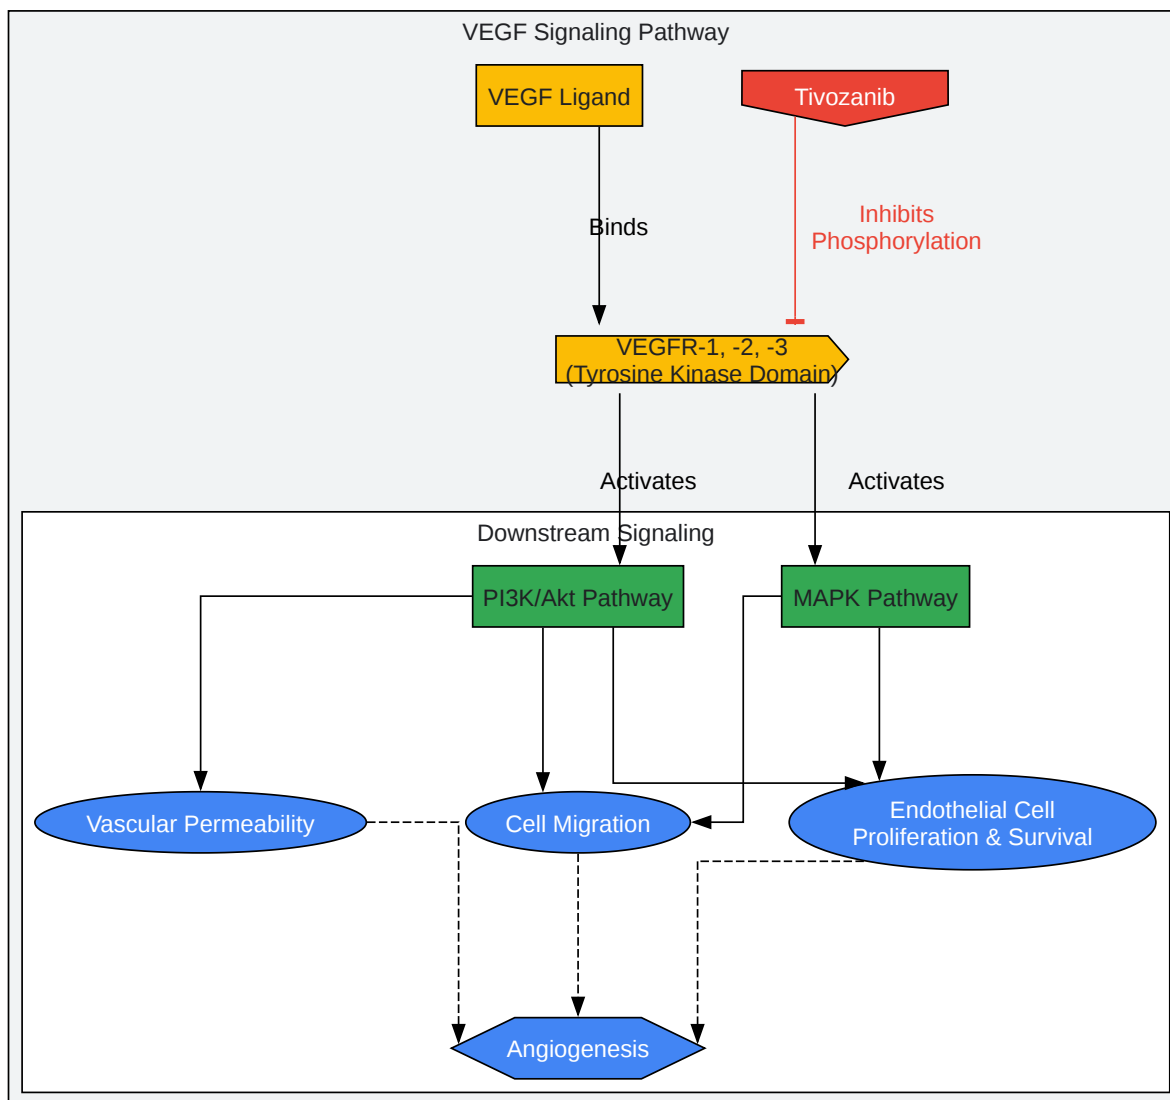 VEGF Signaling Pathway
VEGF Ligand
Tivozanib
Binds
Inhibits
Phosphorylation
VEGFR-1, -2, -3
(Tyrosine Kinase Domain)
Activates
Activates
Downstream Signaling
PI3K/Akt Pathway
MAPK Pathway
Vascular Permeability
Cell Migration
Endothelial Cell
Proliferation & Survival
Angiogenesis